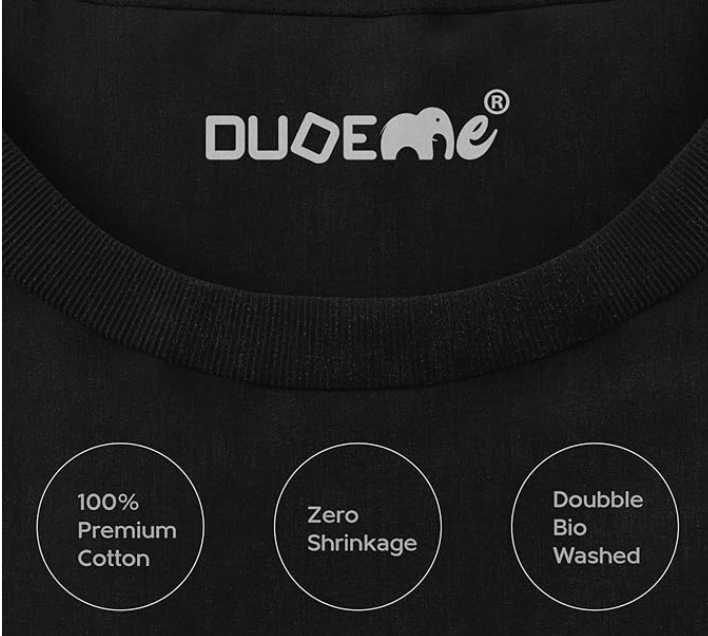 DUDEMe®
100%
Premium
Cotton
Zero
Shrinkage
Doubble
Bio
Washed